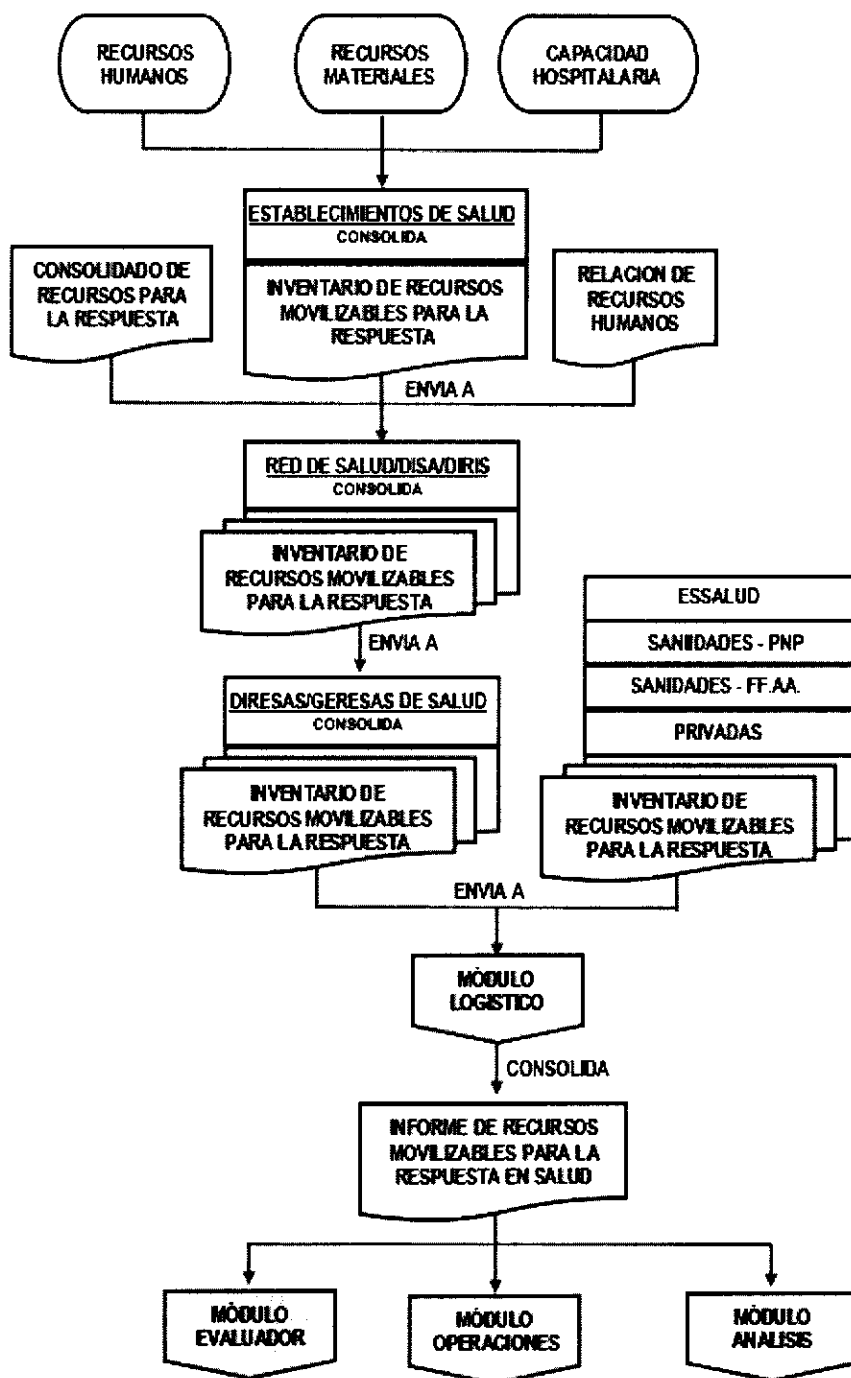 RECURSOS
HUMANOS
RECURSOS
MATERIALES
CAPACIDAD
HOSPITALARIA
ESTABLECIMIENTOS DE SALUD
CONSOLIDA
CONSOLIDADO DE
RECURSOS PARA
LA RESPUESTA
INVENTARIO DE RECURSOS
MOVILIZABLES PARA LA
RESPUESTA
RELACION DE
RECURSOS
HUMANOS
ENVIA A
RED DE SALUD/DISA/DIRIS
CONSOLIDA
INVENTARIO DE
RECURSOS MOVILIZABLES
PARA LA RESPUESTA
ENVIA A
DIRESAS/GERESAS DE SALUD
CONSOLIDA
INVENTARIO DE
RECURSOS MOVILIZABLES
PARA LA RESPUESTA
ESSALUD
SANIDADES - PNP
SANIDADES - FF.AA.
PRIVADAS
INVENTARIO DE
RECURSOS MOVILIZABLES
PARA LA RESPUESTA
ENVIA A
MÓDULO
LOGISTICO
CONSOLIDA
INFORME DE RECURSOS
MOVILIZABLES PARA LA
RESPUESTA EN SALUD
MÓDULO
EVALUADOR
MÓDULO
OPERACIONES
MÓDULO
ANALISIS